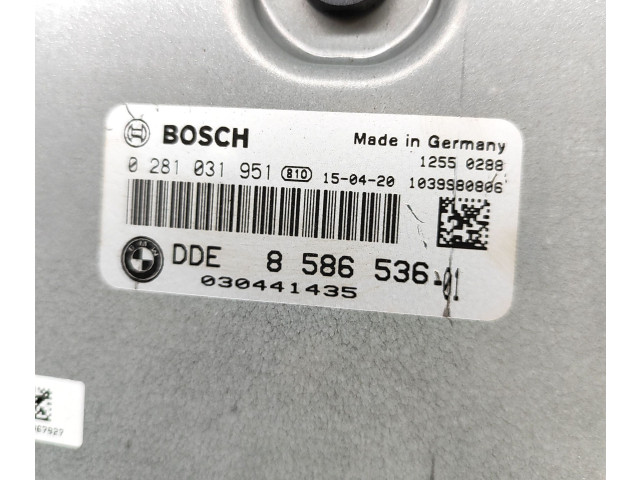 BOSCH
Made in Germany
1255 0288
0 281 031 951 B10 15-04-20 1039S80806
DDE 8 586 536-01
030441435